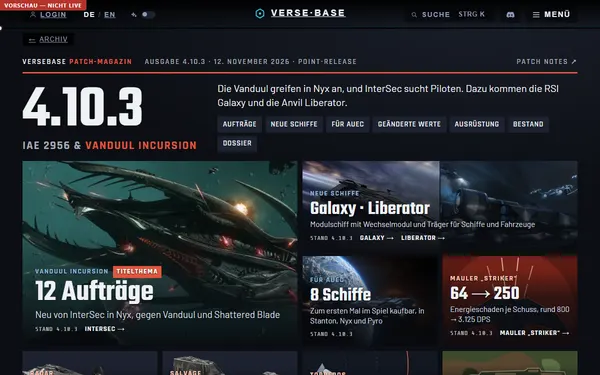 VORSCHAU — NICHT LIVE
LOGIN
DE / EN
VERSE·BASE
SUCHE STRG K
MENÜ
← ARCHIV
VERSEBASE PATCH-MAGAZIN AUSGABE 4.10.3 · 12. NOVEMBER 2026 · POINT-RELEASE
PATCH NOTES ↗
4.10.3
IAE 2956 & VANDUUL INCURSION
Die Vanduul greifen in Nyx an, und InterSec sucht Piloten. Dazu kommen die RSI
Galaxy und die Anvil Liberator.
AUFTRÄGE
NEUE SCHIFFE
FÜR AUEC
GEÄNDERTE WERTE
AUSRÜSTUNG
BESTAND
DOSSIER
VANDUUL INCURSION TITELTHEMA
12 Aufträge
Neu von InterSec in Nyx, gegen Vanduul und Shattered Blade
STAND 4.10.3 INTERSEC →
NEUE SCHIFFE
Galaxy · Liberator
Modulschiff mit Wechselmodul und Träger für Schiffe und Fahrzeuge
STAND 4.10.3 GALAXY → LIBERATOR →
FÜR AUEC
8 Schiffe
Zum ersten Mal im Spiel kaufbar, in
Stanton, Nyx und Pyro
STAND 4.10.3
MAULER „STRIKER“
64 → 250
Energieschaden je Schuss, rund 800
→ 3.125 DPS
STAND 4.10.3 MAULER „STRIKER“ →
RADAR
SALVAGE